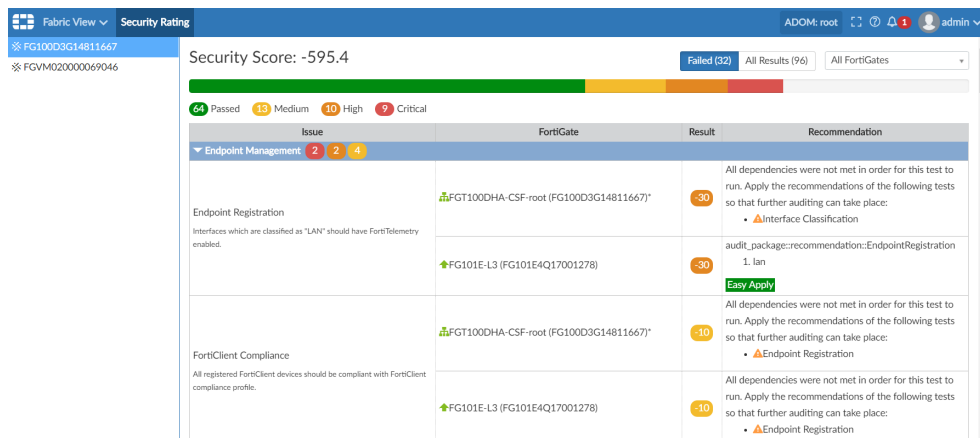 Fabric View Security Rating ADOM: root 1 admin
FG100D3G14811667
FGVM020000069046
Security Score: -595.4
Failed (32) All Results (96) All FortiGates
64 Passed 13 Medium 10 High 9 Critical
Issue FortiGate Result Recommendation
Endpoint Management 2 2 4
Endpoint Registration
Interfaces which are classified as "LAN" should have FortiTelemetry
enabled.
FGT100DHA-CSF-root (FG100D3G14811667)*
-30
All dependencies were not met in order for this test to
run. Apply the recommendations of the following tests
so that further auditing can take place:
• Interface Classification
FG101E-L3 (FG101E4Q17001278)
-30
audit_package::recommendation::EndpointRegistration
1. lan
Easy Apply
FortiClient Compliance
All registered FortiClient devices should be compliant with FortiClient
compliance profile.
FGT100DHA-CSF-root (FG100D3G14811667)*
-10
All dependencies were not met in order for this test to
run. Apply the recommendations of the following tests
so that further auditing can take place:
• Endpoint Registration
FG101E-L3 (FG101E4Q17001278)
-10
All dependencies were not met in order for this test to
run. Apply the recommendations of the following tests
so that further auditing can take place:
• Endpoint Registration